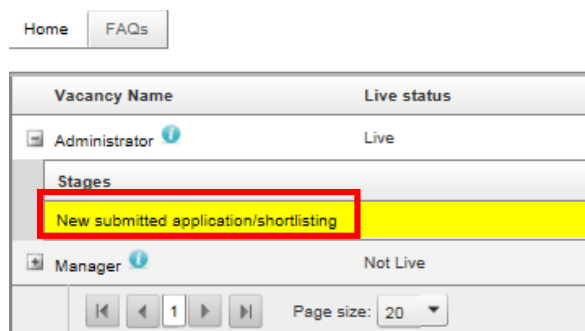 Home FAQs
Vacancy Name Live status
Administrator i Live
Stages
New submitted application/shortlisting
Manager i Not Live
1 Page size: 20